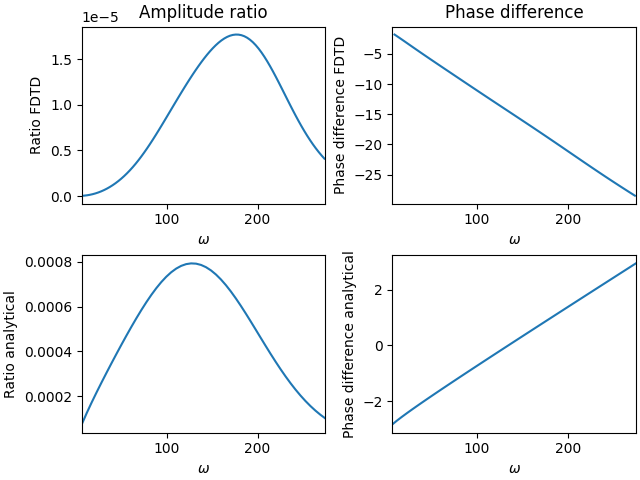 Amplitude ratio
1e−5
Ratio FDTD
1.5
1.0
0.5
0.0
100 200
ω
Phase difference
Phase difference FDTD
−5
−10
−15
−20
−25
100 200
ω
Ratio analytical
0.0008
0.0006
0.0004
0.0002
100 200
ω
Phase difference analytical
2
0
−2
100 200
ω